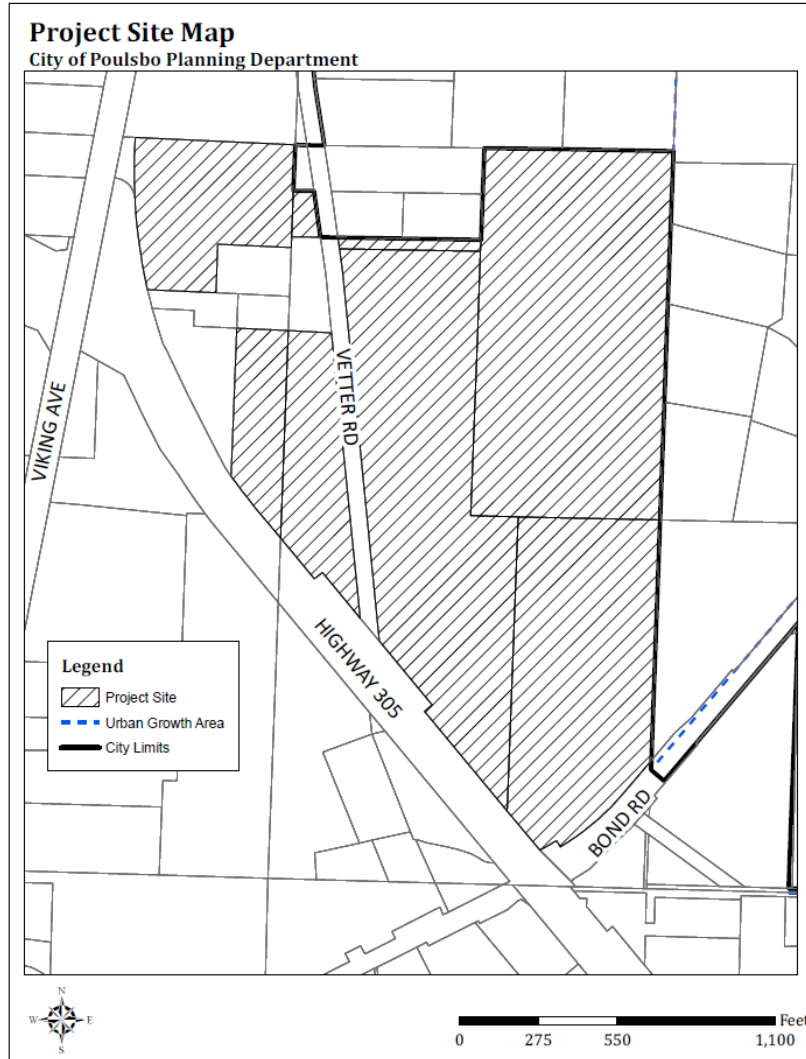 Project Site Map
City of Poulsbo Planning Department
VIKING AVE
VETTER RD
HIGHWAY 305
BOND RD
Legend
Project Site
Urban Growth Area
City Limits
N
W E
S
Feet
0 275 550 1,100